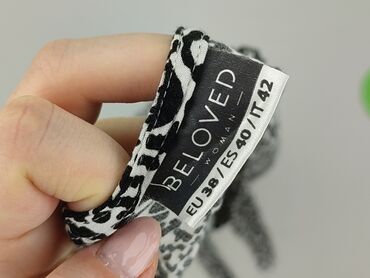 BELOVED
— WOMAN —
EU 38 / ES 40 / IT 42